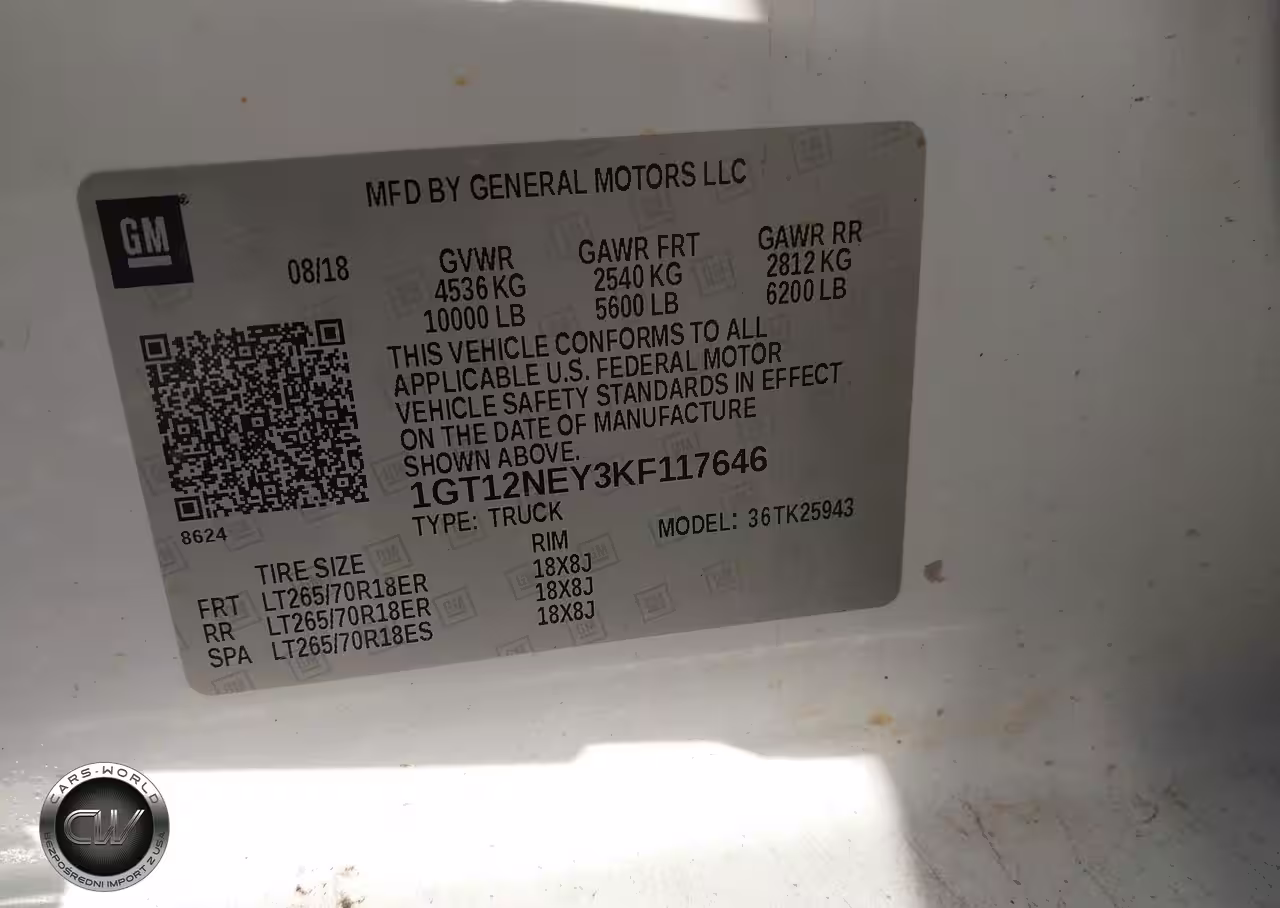 MFD BY GENERAL MOTORS LLC
GM
08/18 GVWR GAWR FRT GAWR RR
4536 KG 2540 KG 2812 KG
10000 LB 5600 LB 6200 LB
THIS VEHICLE CONFORMS TO ALL
APPLICABLE U.S. FEDERAL MOTOR
VEHICLE SAFETY STANDARDS IN EFFECT
ON THE DATE OF MANUFACTURE
SHOWN ABOVE.
1GT12NEY3KF117646
8624
TYPE: TRUCK MODEL: 36TK25943
TIRE SIZE RIM
FRT LT265/70R18ER 18X8J
RR LT265/70R18ER 18X8J
SPA LT265/70R18ES 18X8J
CARS-WORLD
CW
BEZPOŚREDNI IMPORT Z USA